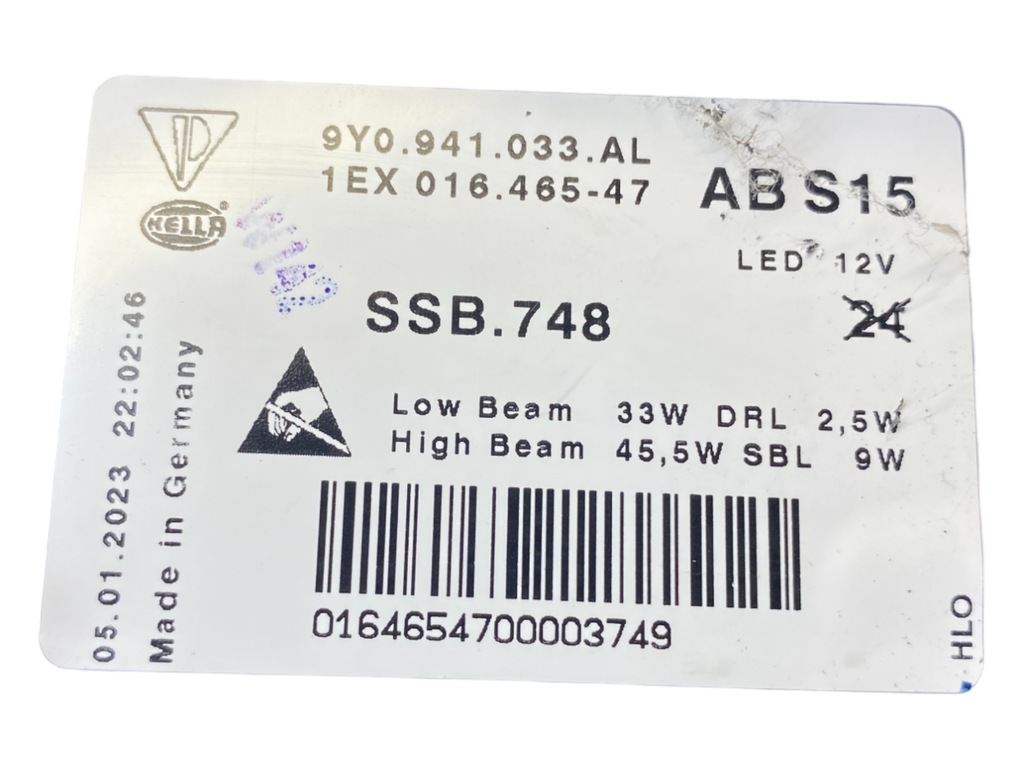 9Y0.941.033.AL
1EX 016.465-47
AB S15
HELLA®
LED 12V
SSB.748
24
Low Beam 33W DRL 2,5W
High Beam 45,5W SBL 9W
05.01.2023 22:02:46
Made in Germany
0164654700003749
HLO